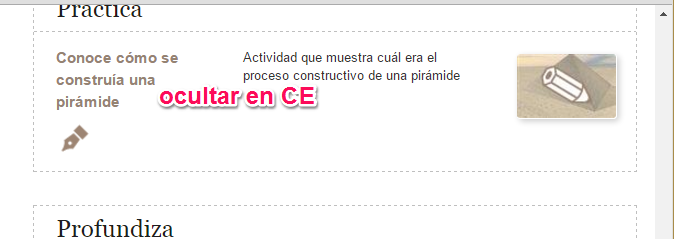 Practica
Conoce cómo se
construía una
pirámide
Actividad que muestra cuál era el
proceso constructivo de una pirámide
ocultar en CE
Profundiza